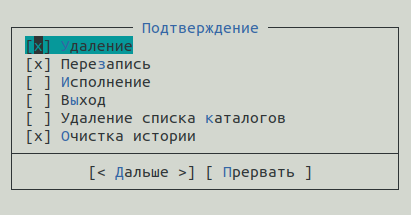 Подтверждение
[x] Удаление
[x] Перезапись
[ ] Исполнение
[ ] Выход
[ ] Удаление списка каталогов
[x] Очистка истории
[< Дальше >] [ Прервать ]